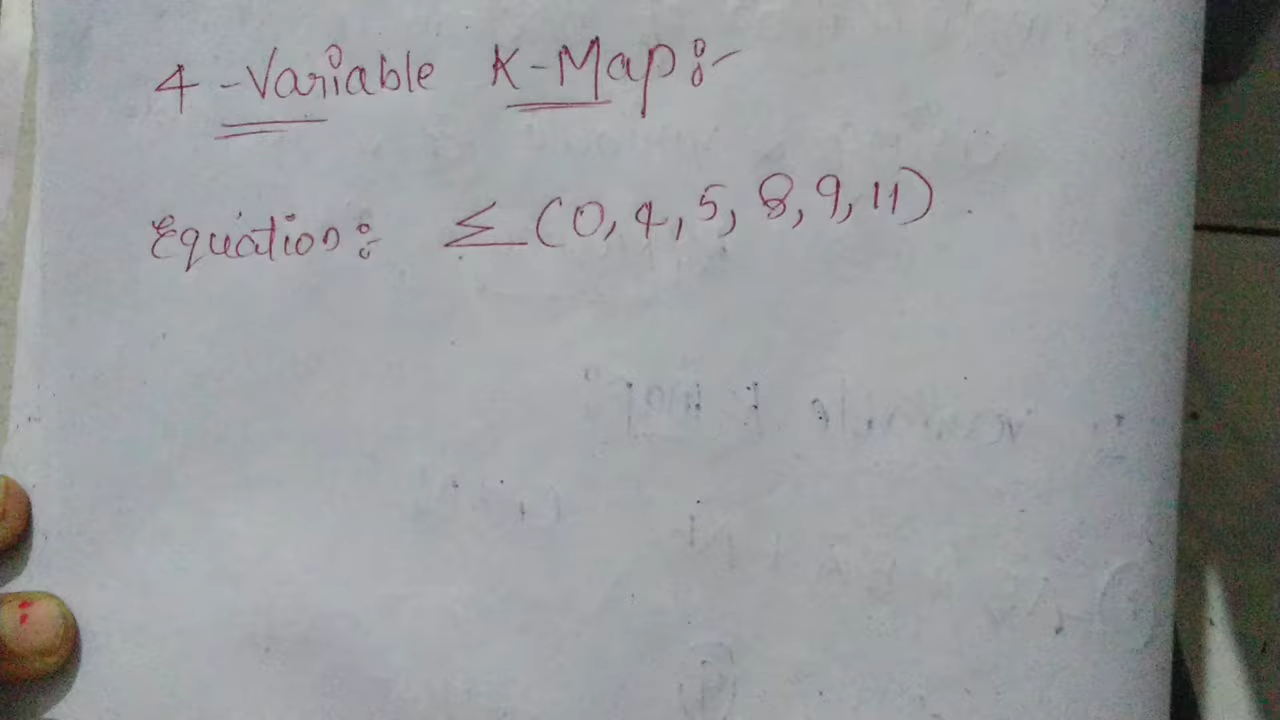 4-Variable K-Map:-
Equation:- Σ(0,4,5,8,9,11).